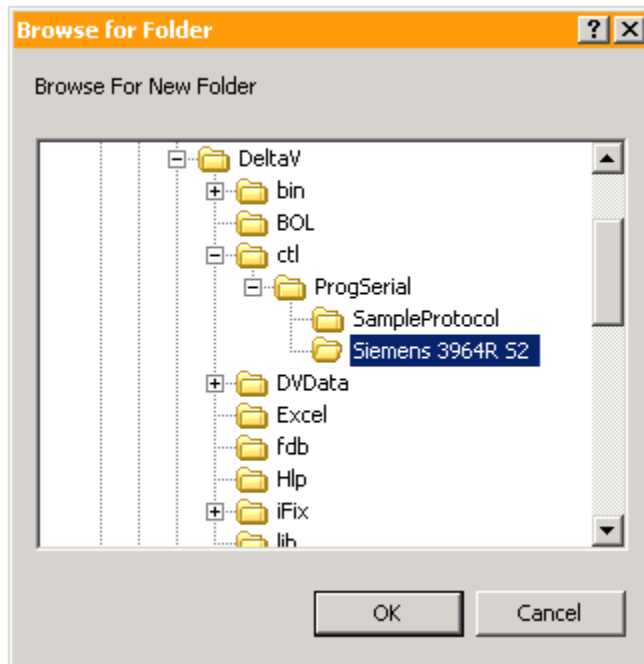 Browse for Folder
Browse For New Folder
DeltaV
bin
BOL
ctl
ProgSerial
SampleProtocol
Siemens 3964R S2
DVData
Excel
fdb
Hlp
iFix
lib
OK Cancel